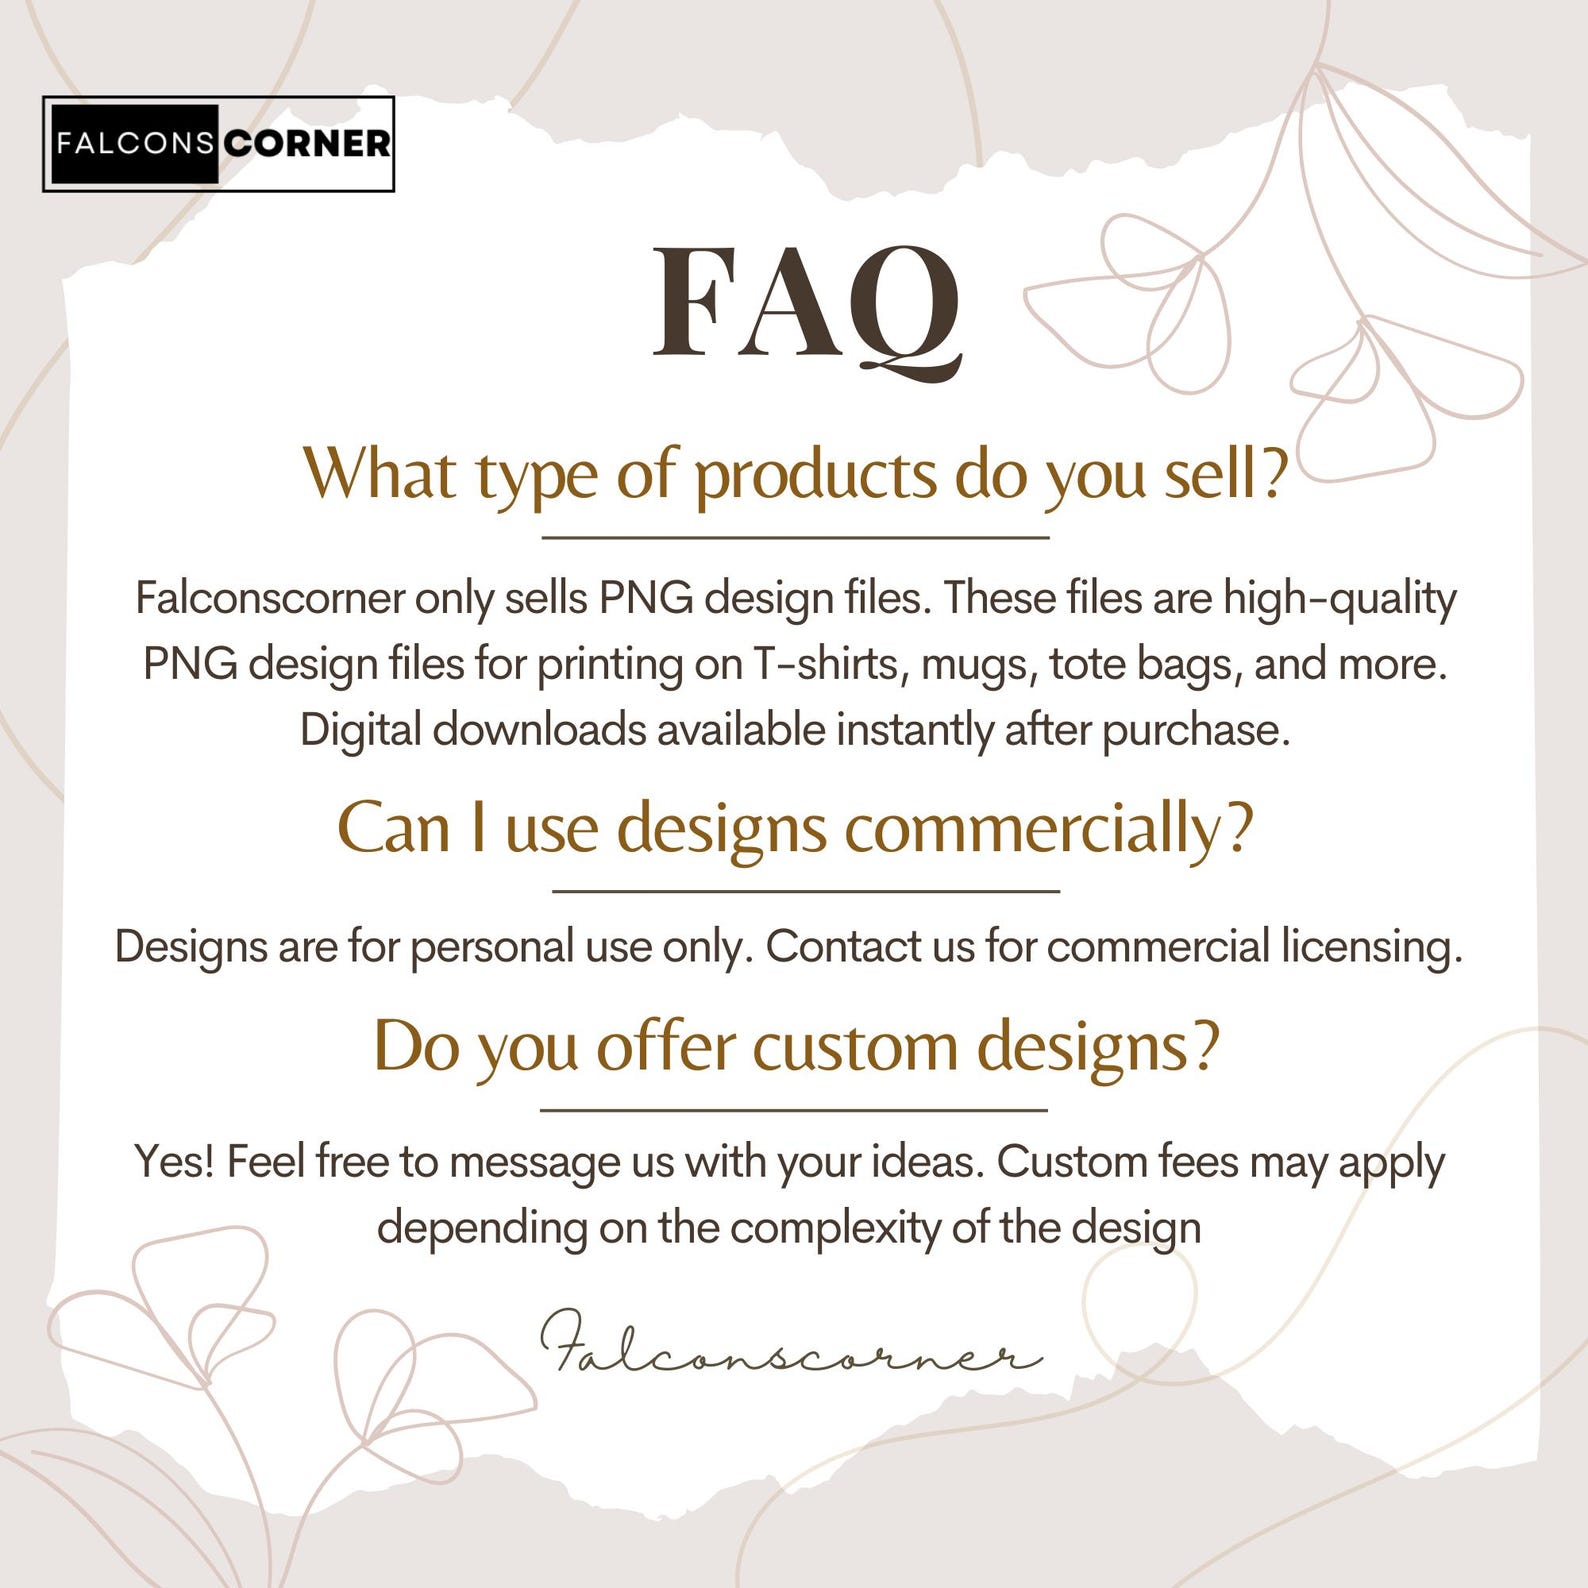 FALCONS CORNER
FAQ
What type of products do you sell?
Falconscorner only sells PNG design files. These files are high-quality
PNG design files for printing on T-shirts, mugs, tote bags, and more.
Digital downloads available instantly after purchase.
Can I use designs commercially?
Designs are for personal use only. Contact us for commercial licensing.
Do you offer custom designs?
Yes! Feel free to message us with your ideas. Custom fees may apply
depending on the complexity of the design
Falconscorner